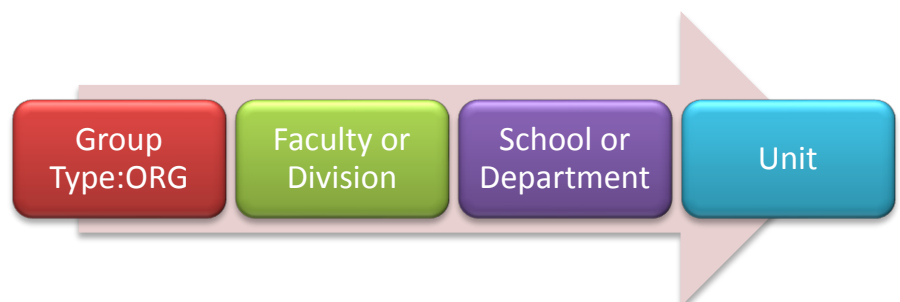 Group
Type:ORG
Faculty or
Division
School or
Department
Unit